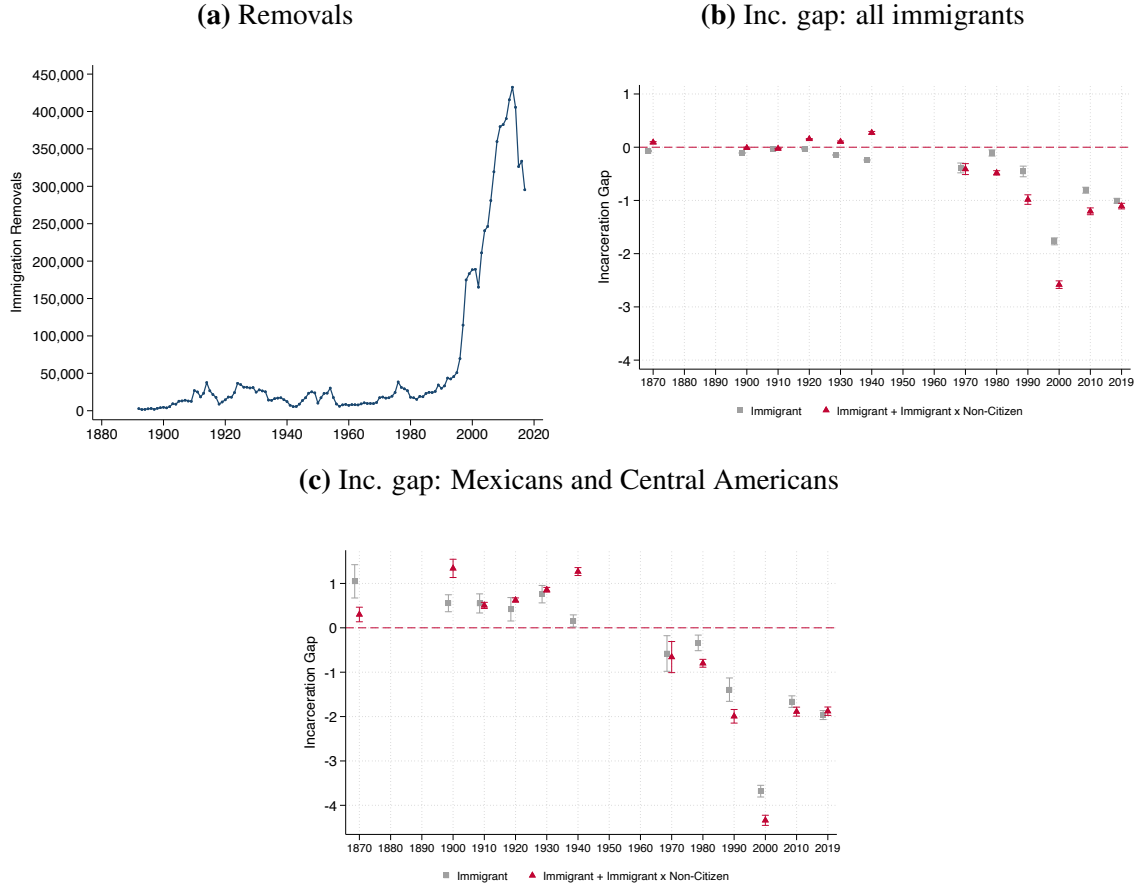 (a) Removals
(b) Inc. gap: all immigrants
Immigration Removals
450,000
400,000
350,000
300,000
250,000
200,000
150,000
100,000
50,000
0
1880 1900 1920 1940 1960 1980 2000 2020
Incarceration Gap
1
0
-1
-2
-3
-4
1870 1880 1890 1900 1910 1920 1930 1940 1950 1960 1970 1980 1990 2000 2010 2019
Immigrant Immigrant + Immigrant x Non-Citizen
(c) Inc. gap: Mexicans and Central Americans
Incarceration Gap
1
0
-1
-2
-3
-4
1870 1880 1890 1900 1910 1920 1930 1940 1950 1960 1970 1980 1990 2000 2010 2019
Immigrant Immigrant + Immigrant x Non-Citizen